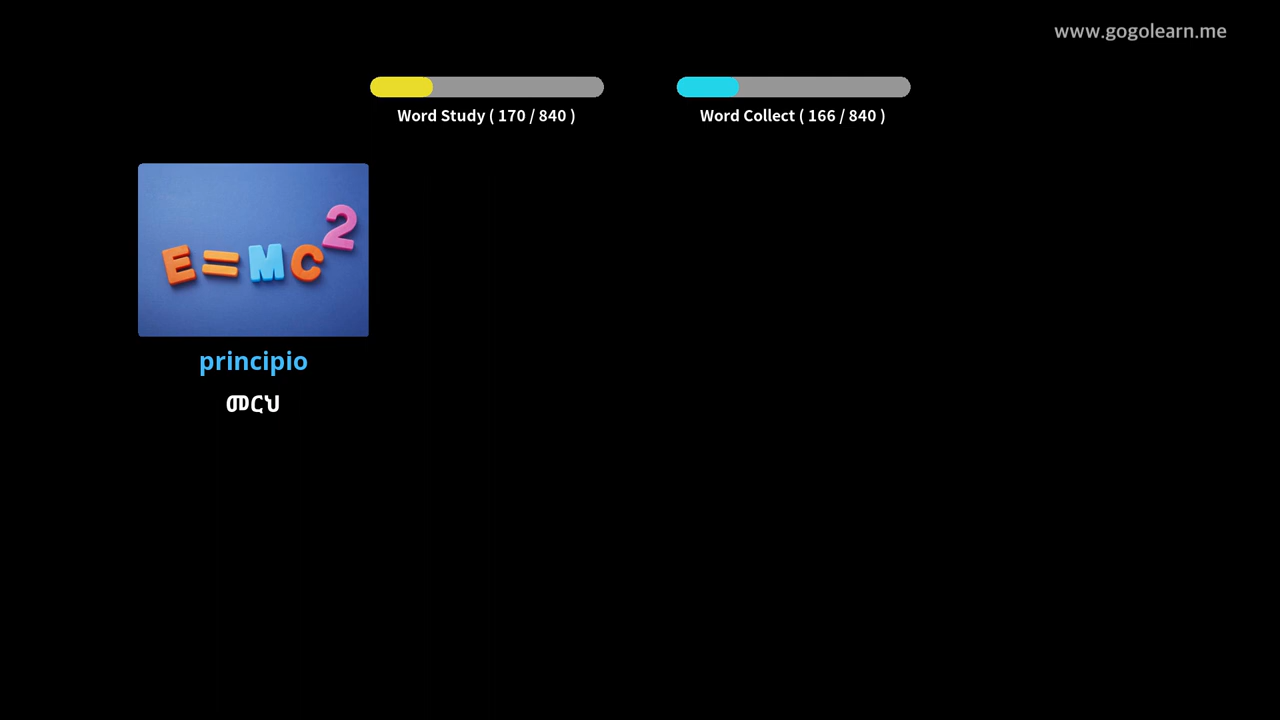 www.gogolearn.me
Word Study ( 170 / 840 )
Word Collect ( 166 / 840 )
E=MC2
principio
መርህ